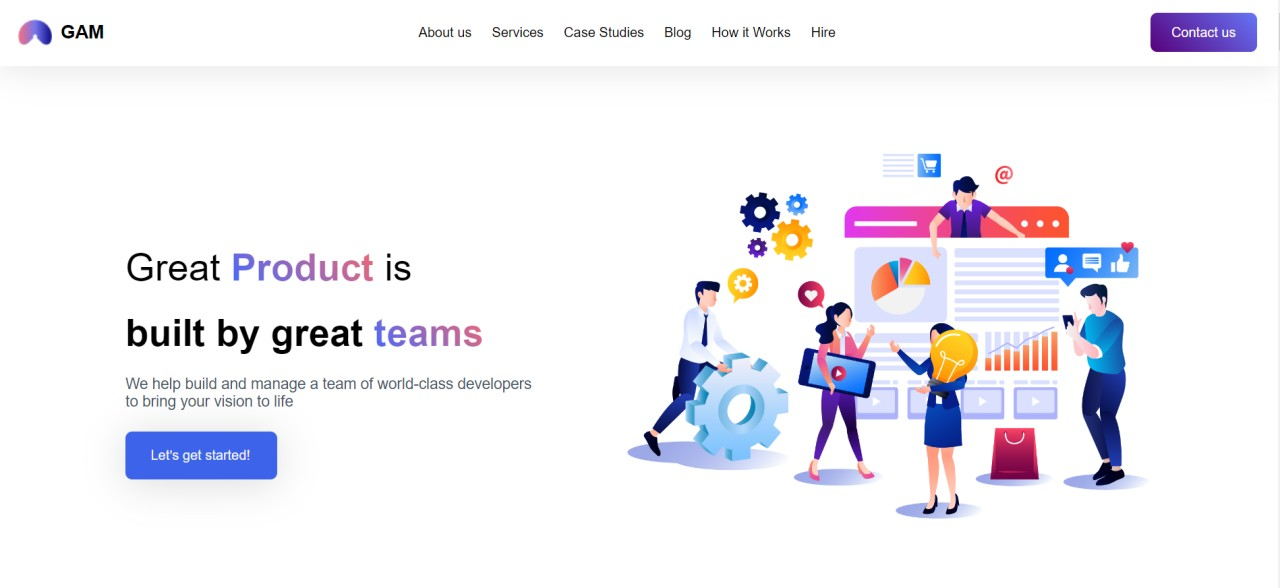 GAM
About us
Services
Case Studies
Blog
How it Works
Hire
Contact us
@
Great Product is
built by great teams
We help build and manage a team of world-class developers
to bring your vision to life
Let's get started!